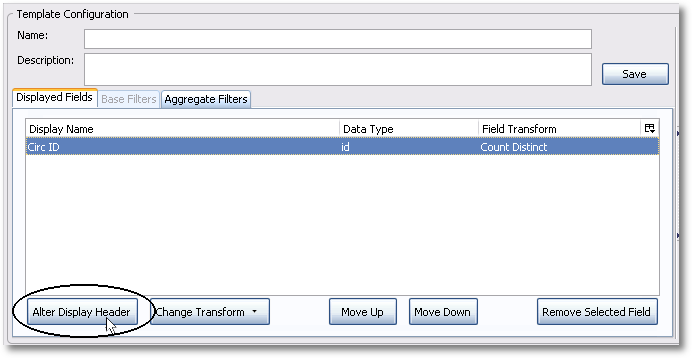 Template Configuration
Name:
Description:
Save
Displayed Fields Base Filters Aggregate Filters
Display Name Data Type Field Transform
Circ ID id Count Distinct
Alter Display Header Change Transform Move Up Move Down Remove Selected Field